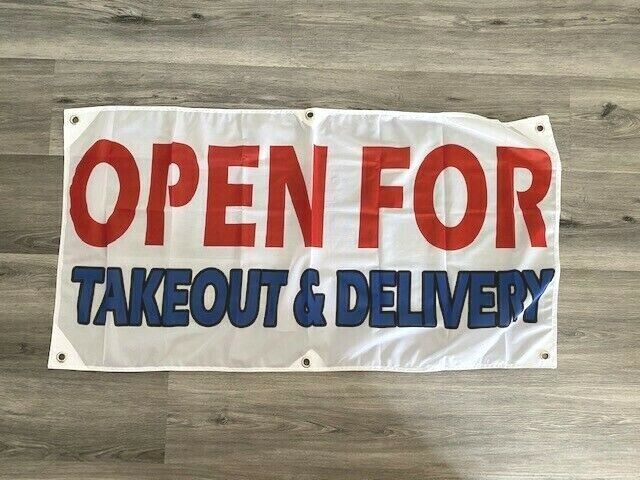 OPEN FOR
TAKEOUT & DELIVERY